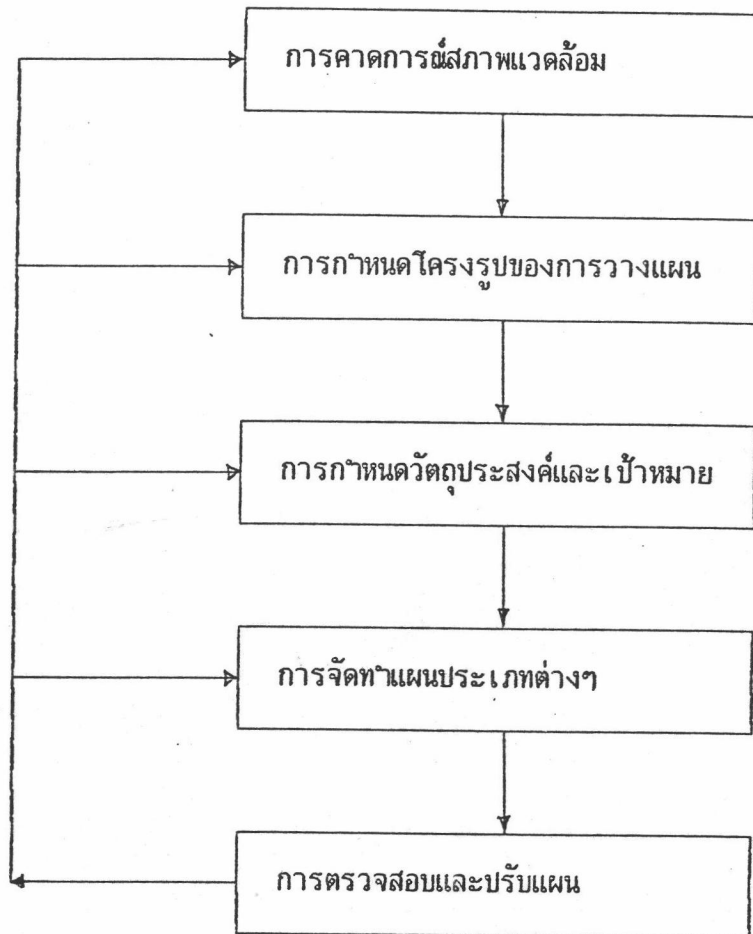 การคาดการณ์สภาพแวดล้อม
การกำหนดโครงรูปของการวางแผน
การกำหนดวัตถุประสงค์และเป้าหมาย
การจัดทำแผนประเภทต่างๆ
การตรวจสอบและปรับแผน